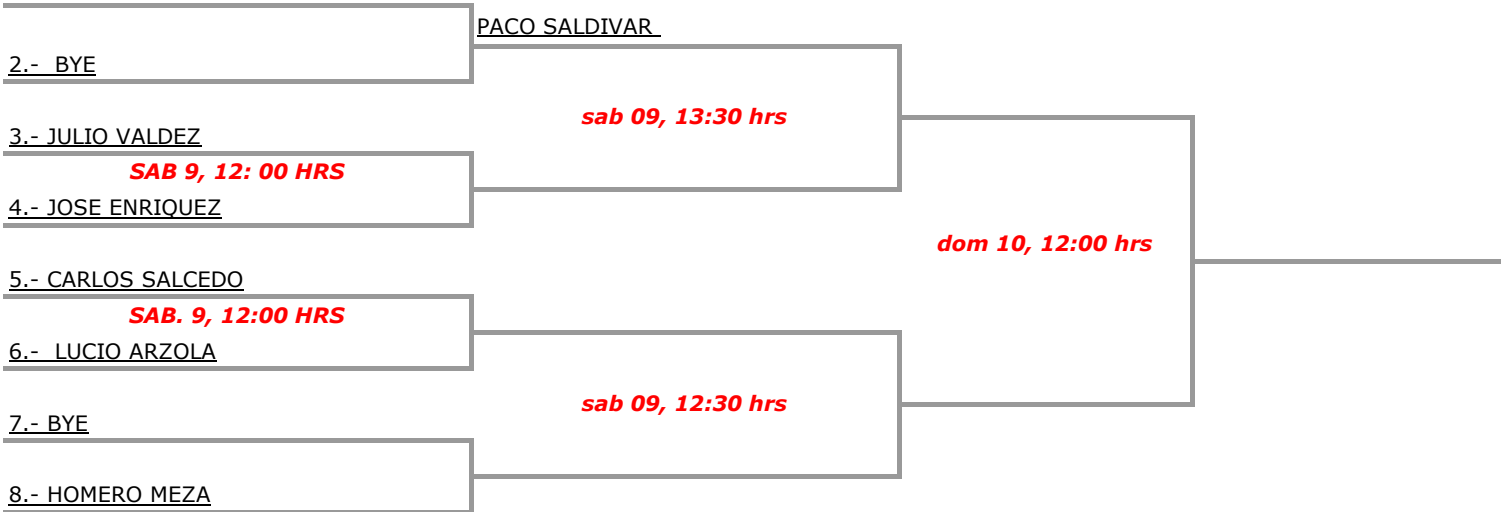 PACO SALDIVAR
2.- BYE
sab 09, 13:30 hrs
3.- JULIO VALDEZ
SAB 9, 12: 00 HRS
4.- JOSE ENRIQUEZ
dom 10, 12:00 hrs
5.- CARLOS SALCEDO
SAB. 9, 12:00 HRS
6.- LUCIO ARZOLA
sab 09, 12:30 hrs
7.- BYE
8.- HOMERO MEZA